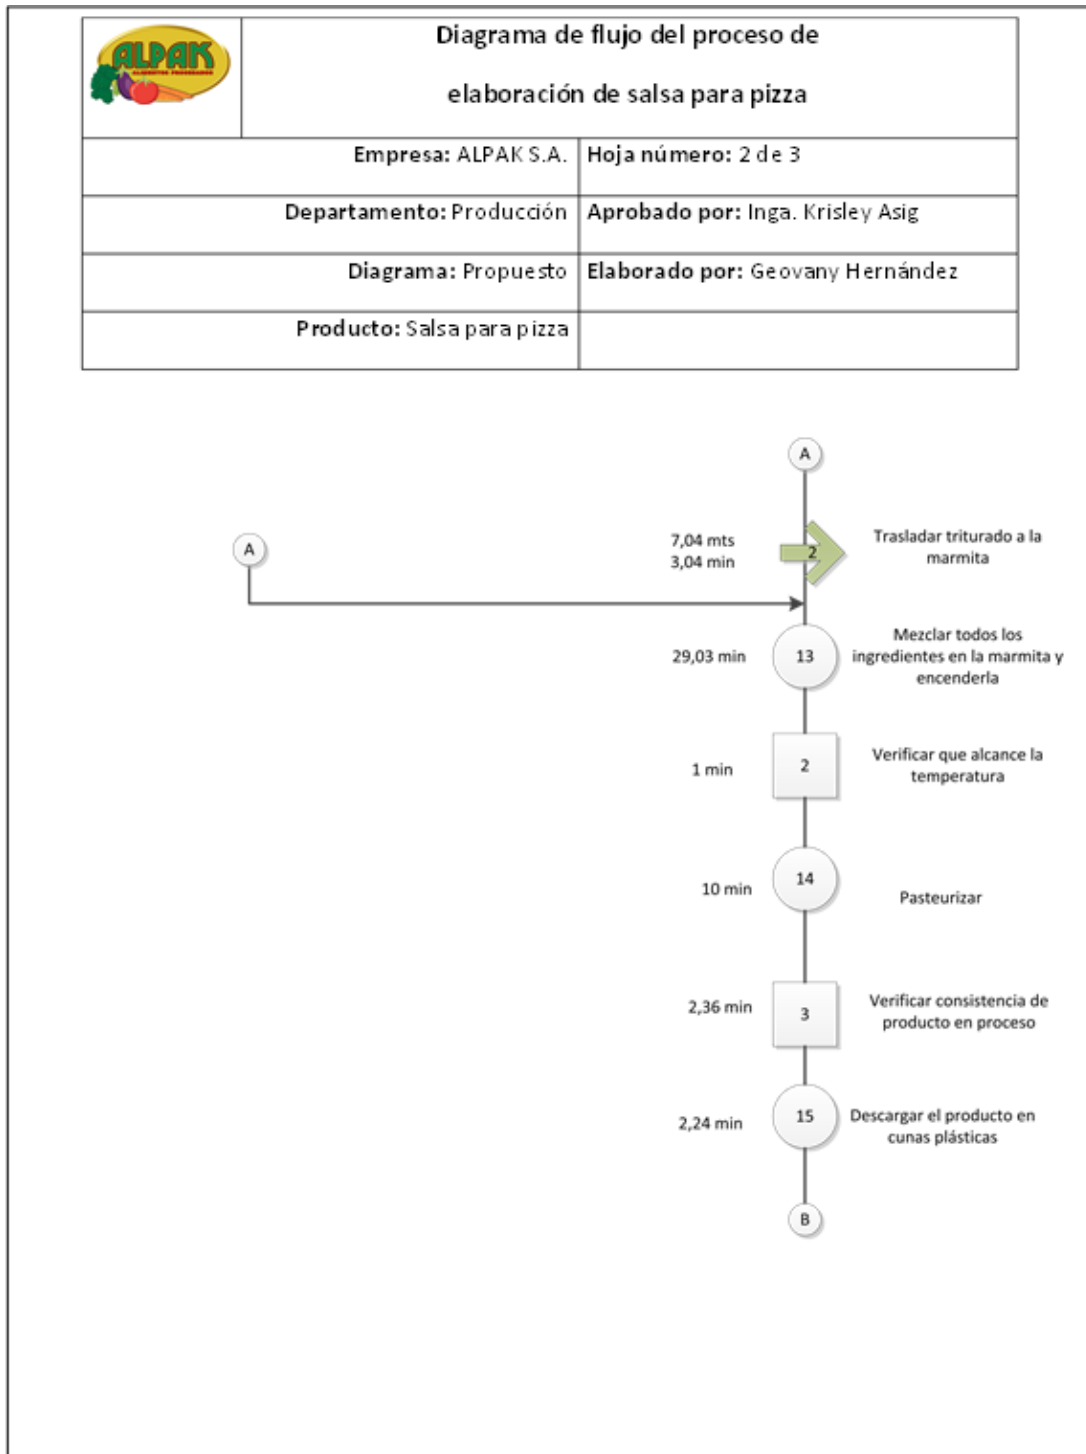 ALPAK
ALIMENTOS PROCESADOS
Diagrama de flujo del proceso de
elaboración de salsa para pizza
Empresa: ALPAK S.A.
Hoja número: 2 de 3
Departamento: Producción
Aprobado por: Inga. Krisley Asig
Diagrama: Propuesto
Elaborado por: Geovany Hernández
Producto: Salsa para pizza
A
A
7,04 mts
3,04 min
2
Trasladar triturado a la
marmita
29,03 min
13
Mezclar todos los
ingredientes en la marmita y
encenderla
1 min
2
Verificar que alcance la
temperatura
10 min
14
Pasteurizar
2,36 min
3
Verificar consistencia de
producto en proceso
2,24 min
15
Descargar el producto en
cunas plásticas
B